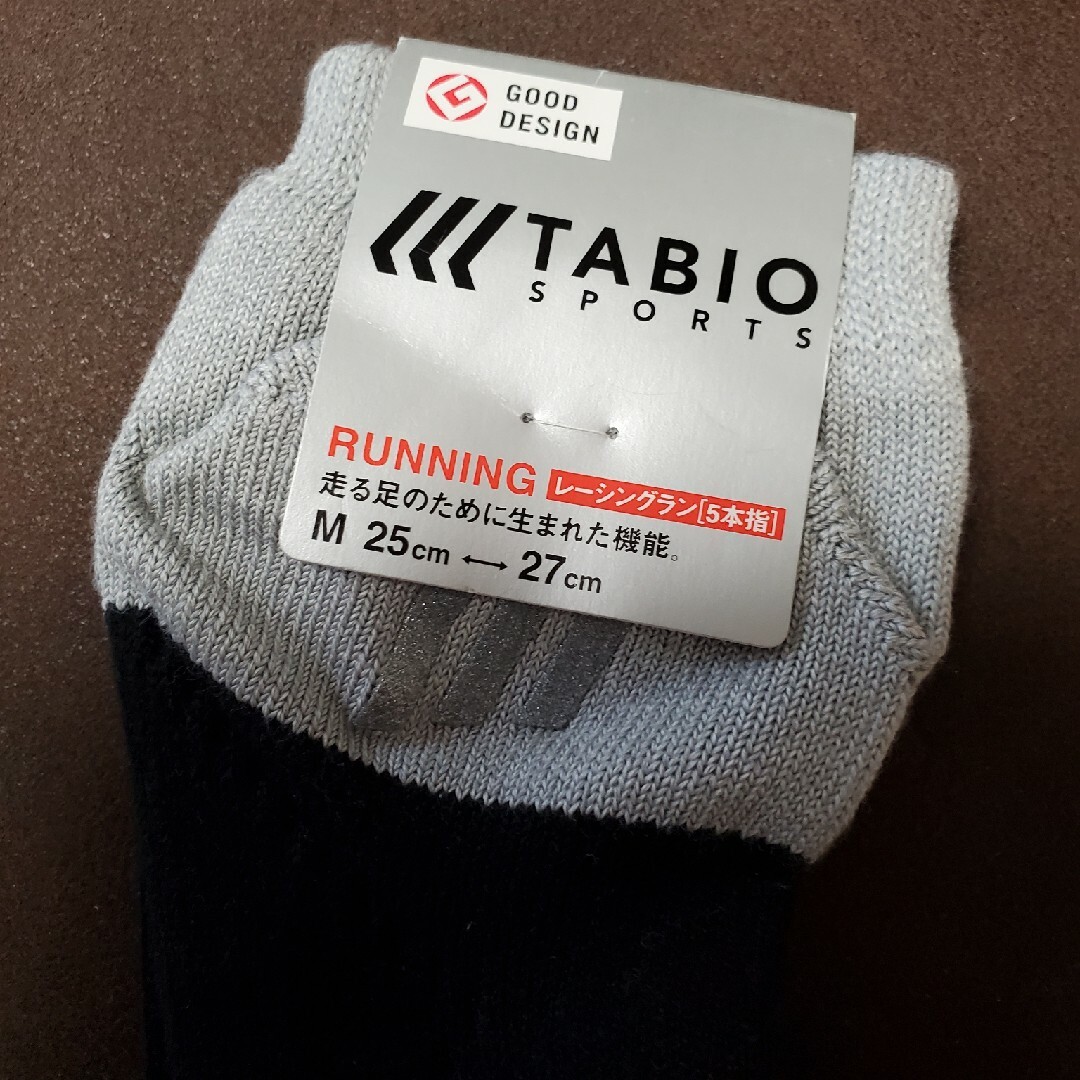 GOOD
DESIGN
TABIO
SPORTS
RUNNING レーシングラン[5本指]
走る足のために生まれた機能。
M 25cm ⟷ 27cm